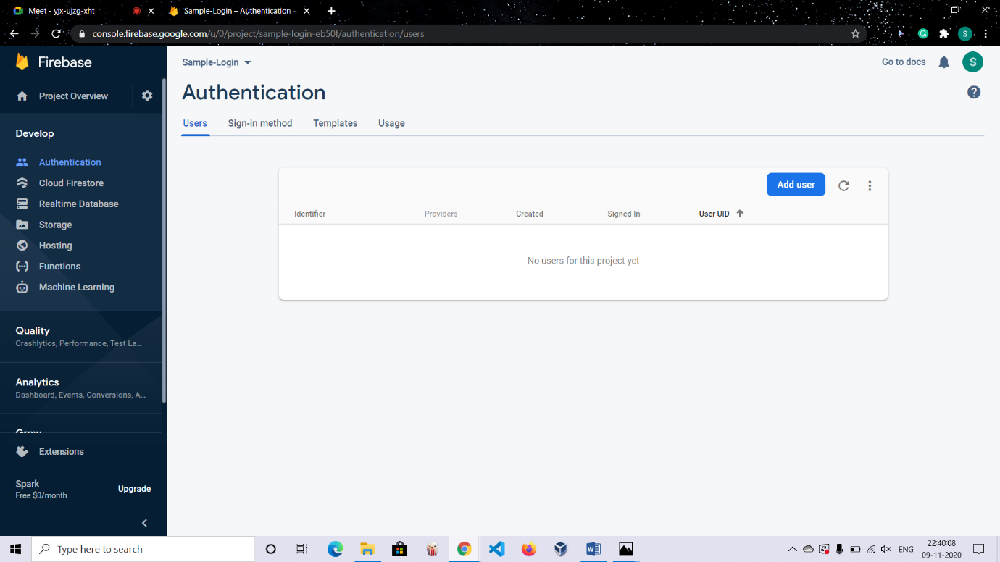 Meet - yjx-ujzg-xht
Sample-Login – Authentication –
console.firebase.google.com/u/0/project/sample-login-eb50f/authentication/users
G
S
Firebase
Project Overview
Develop
Authentication
Cloud Firestore
Realtime Database
Storage
Hosting
Functions
Machine Learning
Quality
Crashlytics, Performance, Test La...
Analytics
Dashboard, Events, Conversions, A...
Grow
Extensions
Spark
Free $0/month
Upgrade
Sample-Login
Go to docs
S
Authentication
?
Users
Sign-in method
Templates
Usage
Add user
Identifier
Providers
Created
Signed In
User UID
No users for this project yet
Type here to search
ENG
22:40:08
09-11-2020